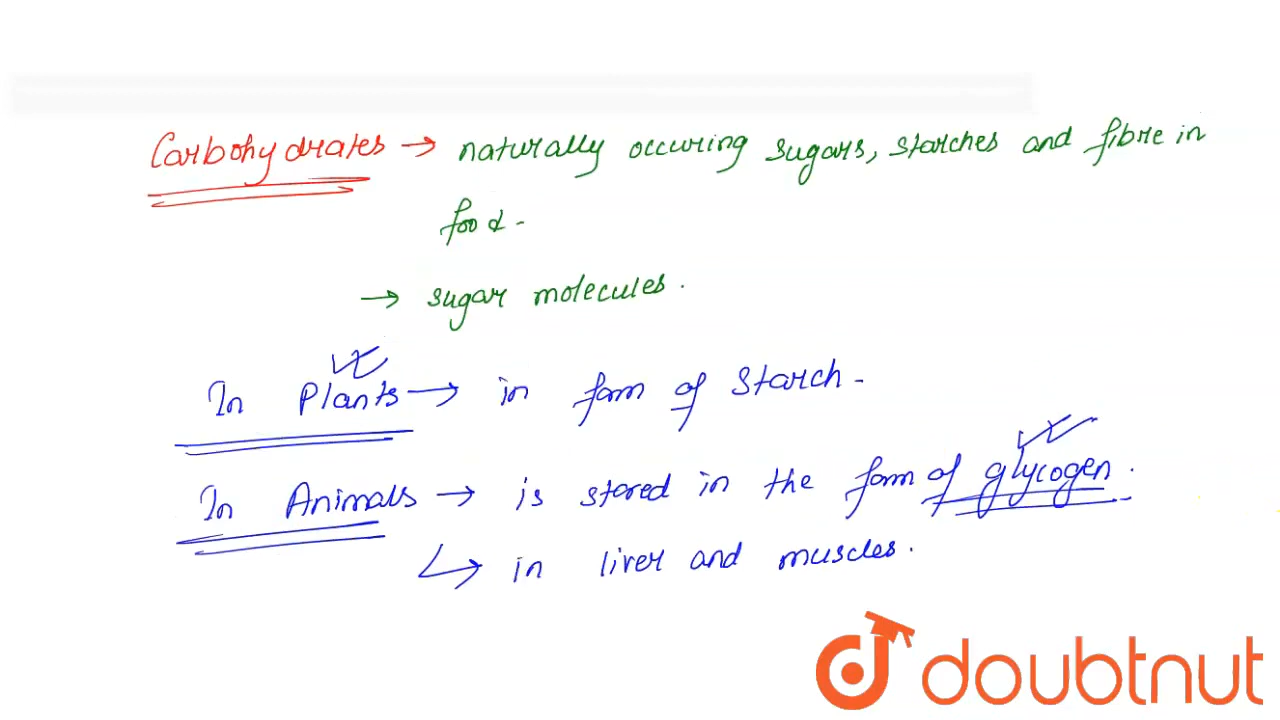 Carbohydrates → naturally occuring sugars, starches and fibre in
food.
→ sugar molecules.
In Plants → in form of starch.
In Animals → is stored in the form of glycogen.
↳ in liver and muscles.
doubtnut